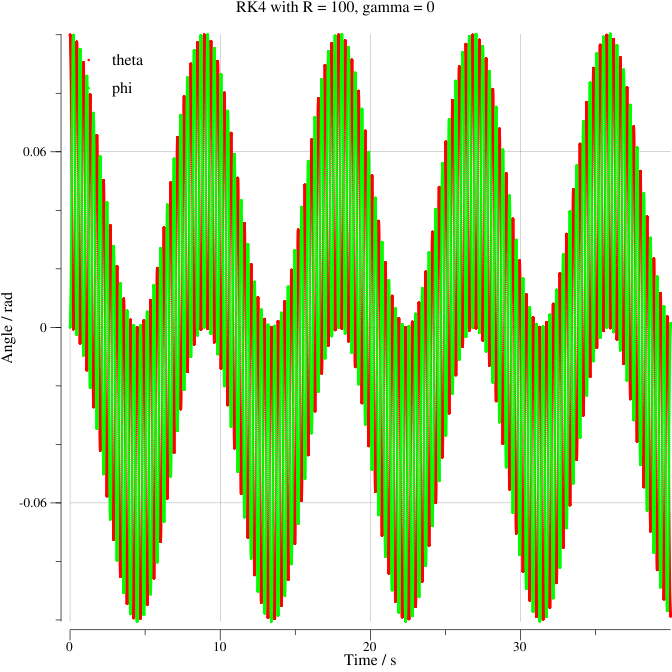 RK4 with R = 100, gamma = 0
theta
phi
0.06
0
-0.06
Angle / rad
0
10
20
30
Time / s